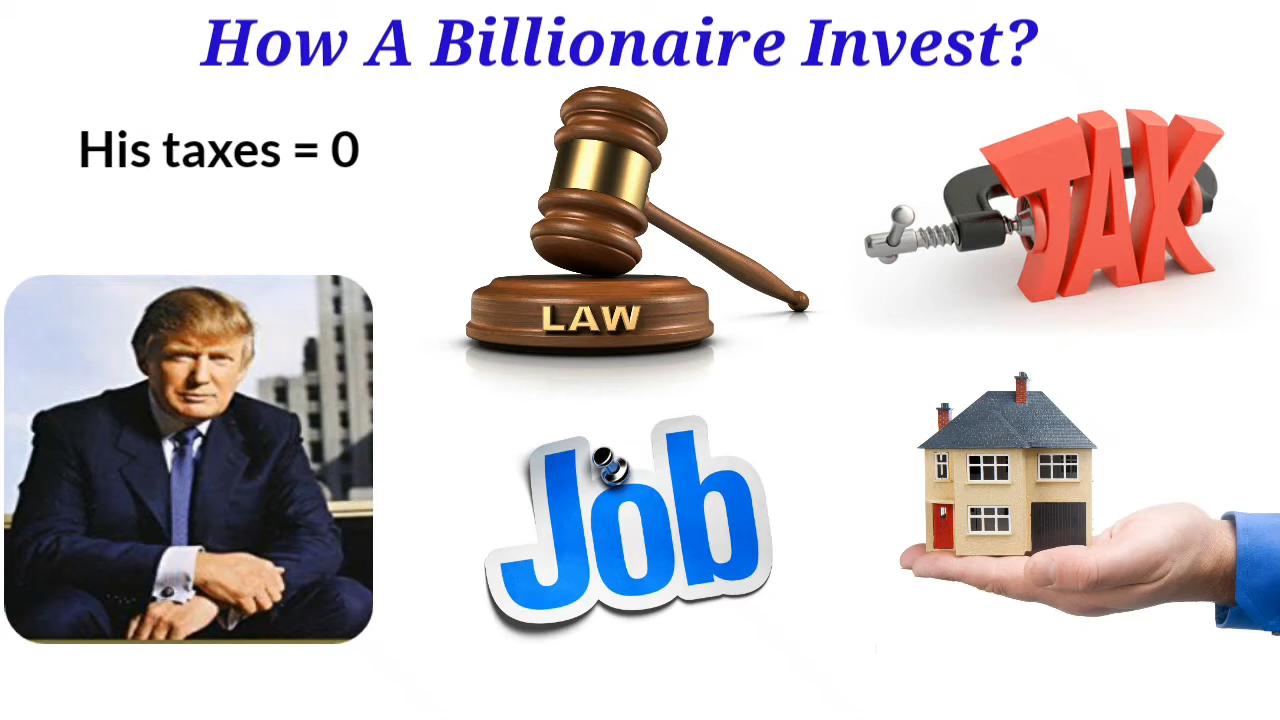 How A Billionaire Invest?
His taxes = 0
LAW
TAX
Job